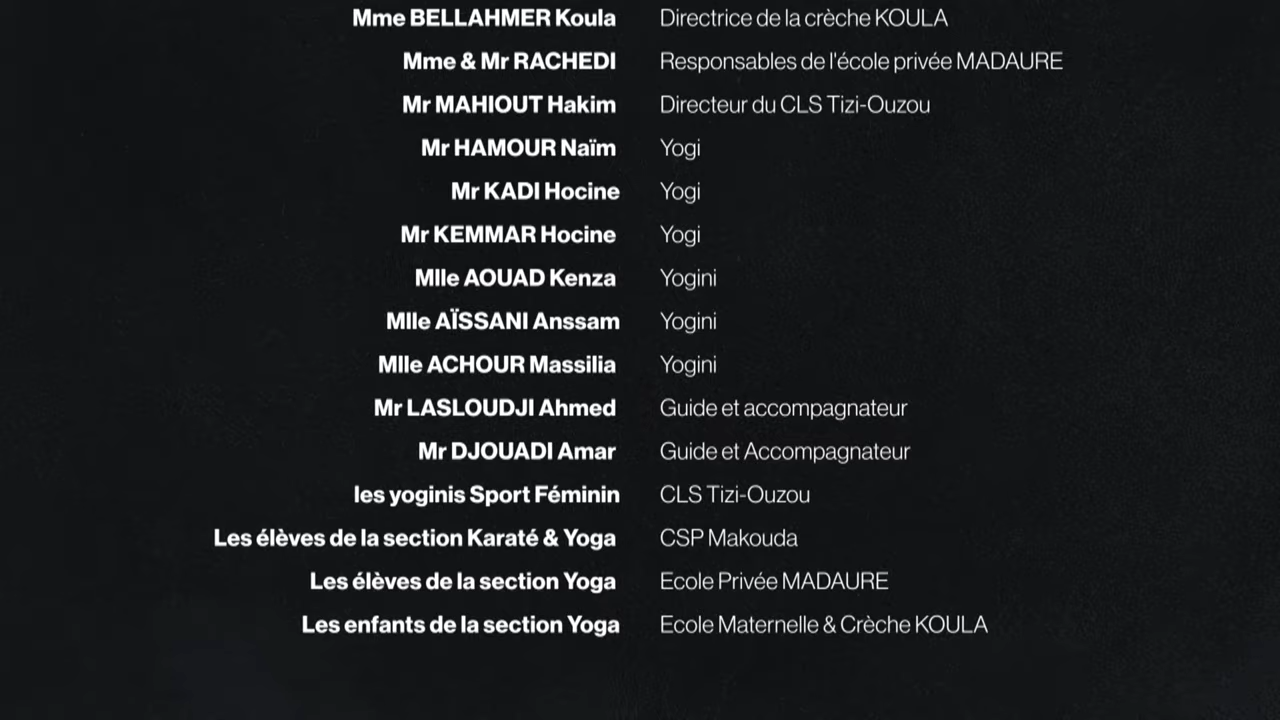 Mme BELLAHMER Koula Directrice de la crèche KOULA
Mme & Mr RACHEDI Responsables de l'école privée MADAURE
Mr MAHIOUT Hakim Directeur du CLS Tizi-Ouzou
Mr HAMOUR Naïm Yogi
Mr KADI Hocine Yogi
Mr KEMMAR Hocine Yogi
Mlle AOUAD Kenza Yogini
Mlle AÏSSANI Anssam Yogini
Mlle ACHOUR Massilia Yogini
Mr LASLOUDJI Ahmed Guide et accompagnateur
Mr DJOUADI Amar Guide et Accompagnateur
les yoginis Sport Féminin CLS Tizi-Ouzou
Les élèves de la section Karaté & Yoga CSP Makouda
Les élèves de la section Yoga Ecole Privée MADAURE
Les enfants de la section Yoga Ecole Maternelle & Crèche KOULA